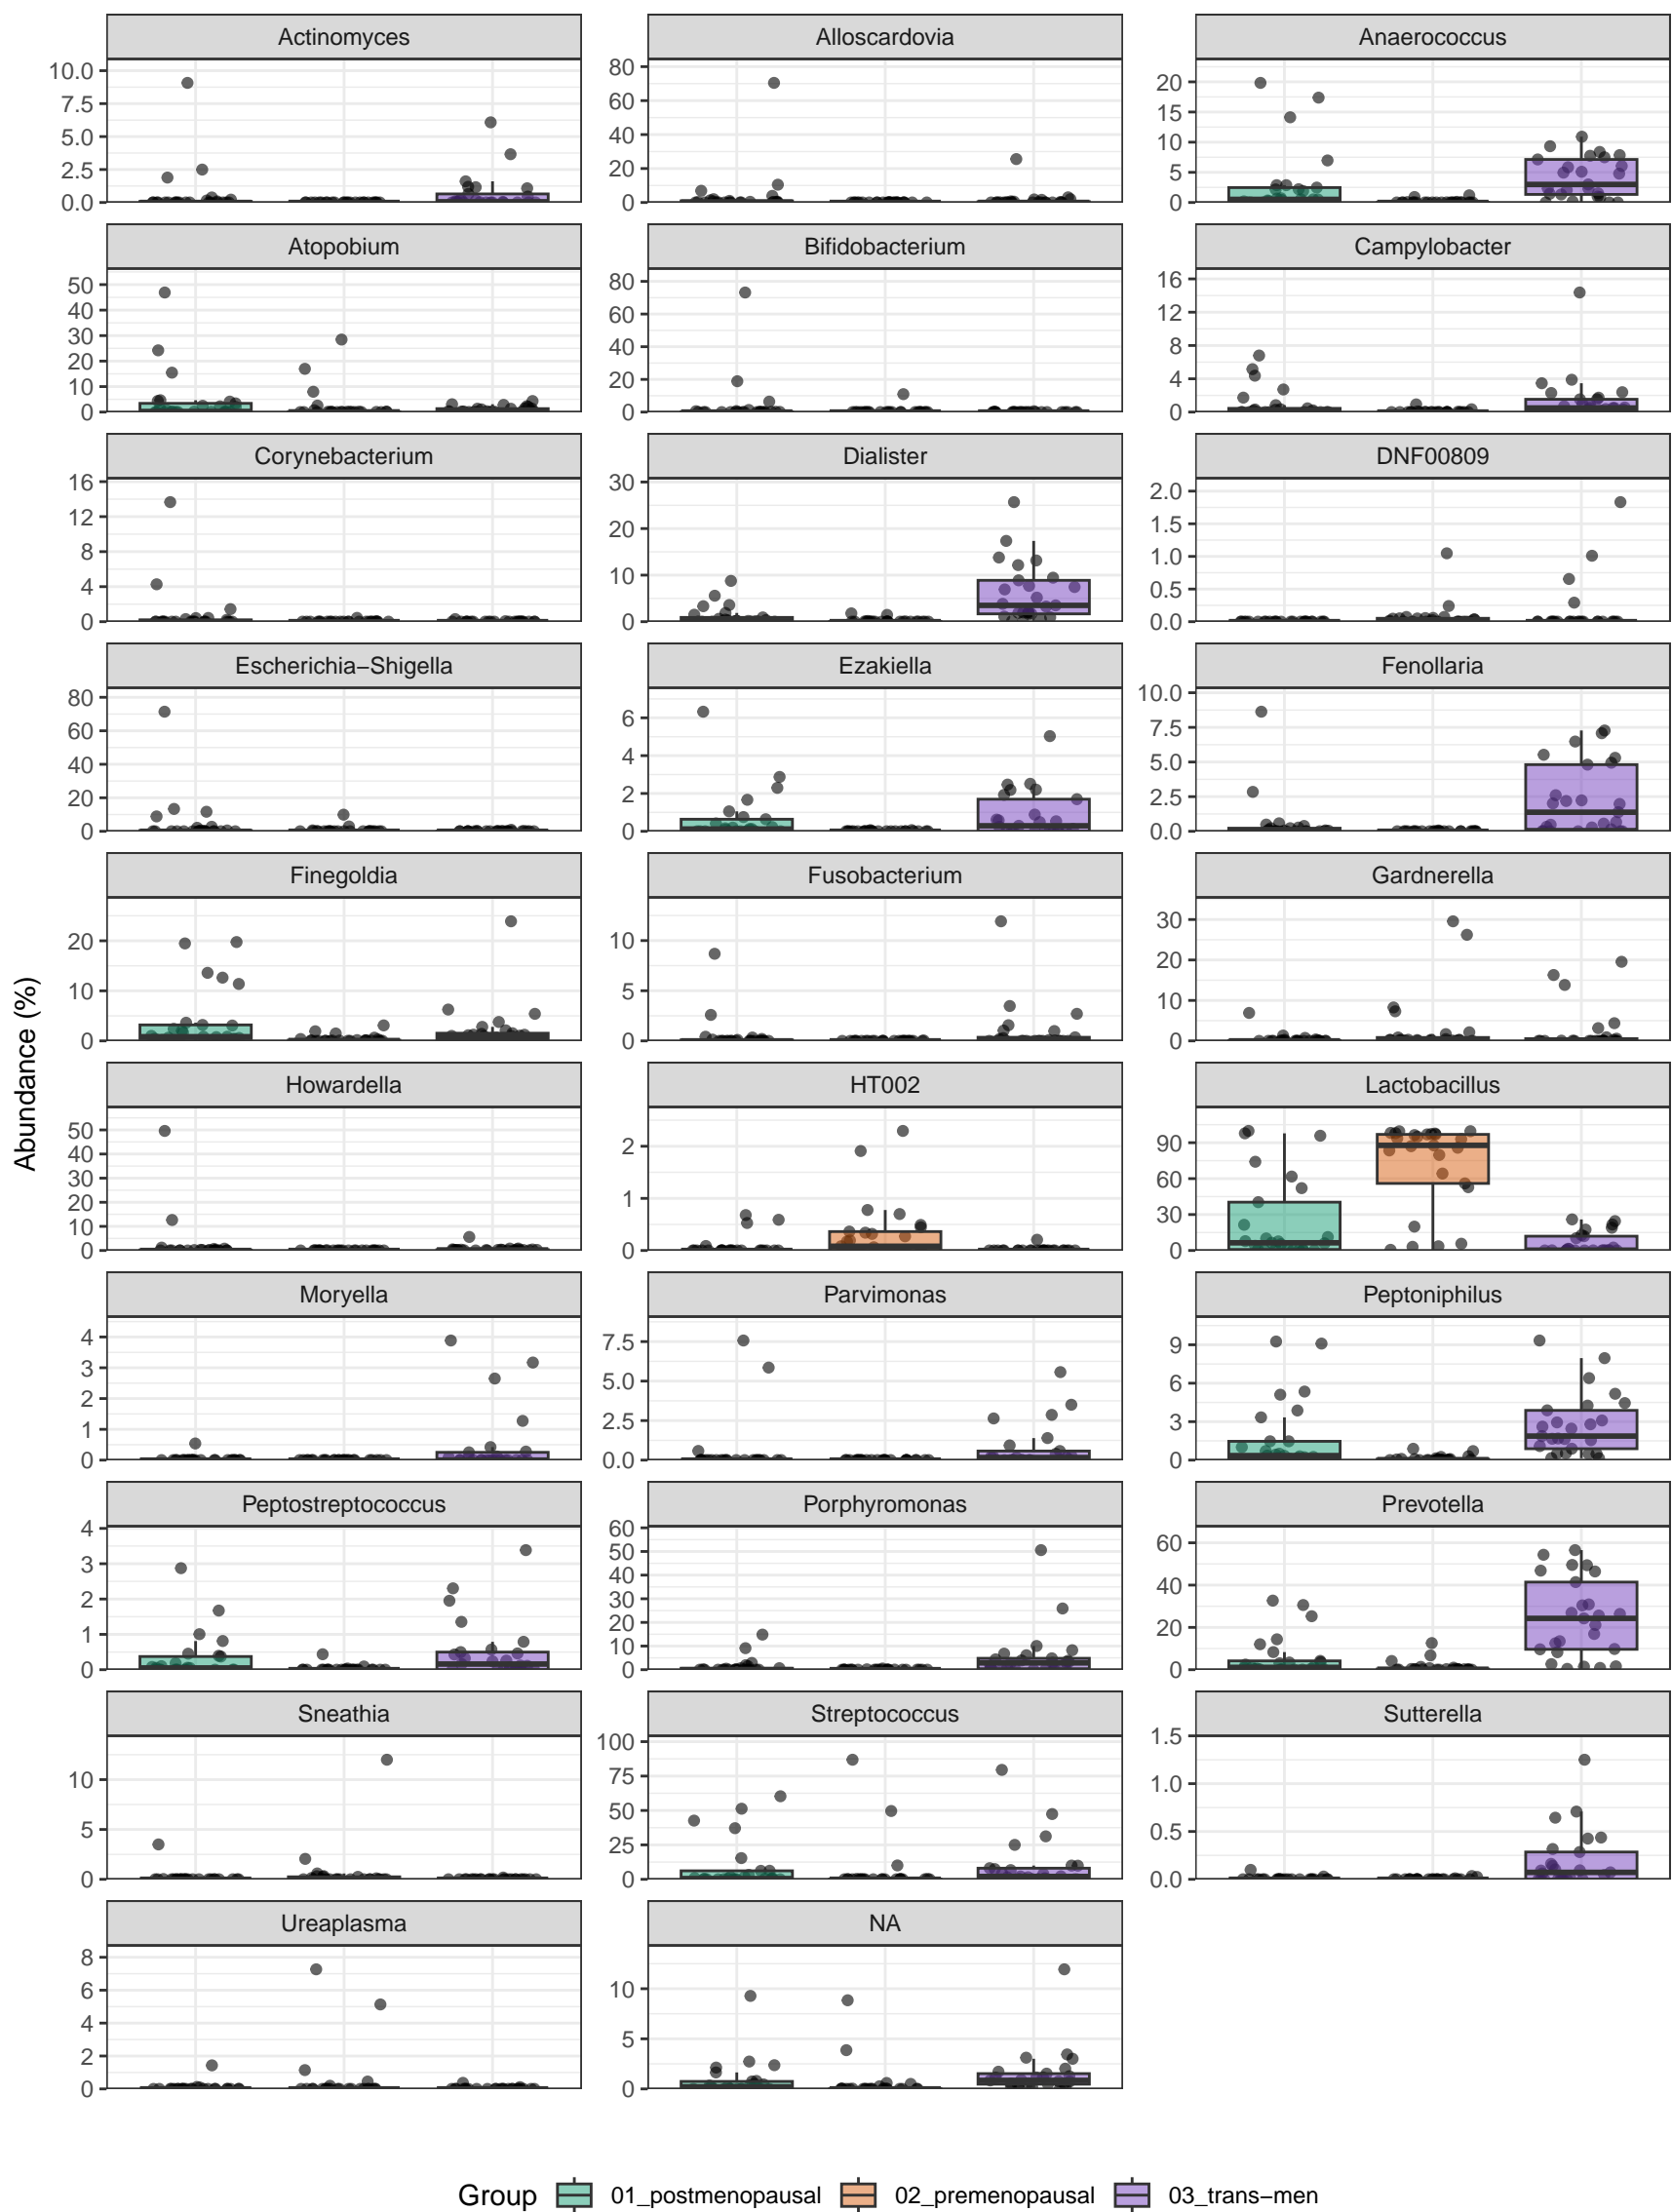 Actinomyces Alloscardovia Anaerococcus
10.0 7.5 5.0 2.5 0.0
80 60 40 20 0
20 15 10 5 0
Atopobium Bifidobacterium Campylobacter
50 40 30 20 10 0
80 60 40 20 0
16 12 8 4 0
Corynebacterium Dialister DNF00809
16 12 8 4 0
30 20 10 0
2.0 1.5 1.0 0.5 0.0
Escherichia−Shigella Ezakiella Fenollaria
80 60 40 20 0
6 4 2 0
10.0 7.5 5.0 2.5 0.0
Finegoldia Fusobacterium Gardnerella
20 10 0
10 5 0
30 20 10 0
Abundance (%)
Howardella HT002 Lactobacillus
50 40 30 20 10 0
2 1 0
90 60 30 0
Moryella Parvimonas Peptoniphilus
4 3 2 1 0
7.5 5.0 2.5 0.0
9 6 3 0
Peptostreptococcus Porphyromonas Prevotella
4 3 2 1 0
60 50 40 30 20 10 0
60 40 20 0
Sneathia Streptococcus Sutterella
10 5 0
100 75 50 25 0
1.5 1.0 0.5 0.0
Ureaplasma NA
8 6 4 2 0
10 5 0
Group 01_postmenopausal 02_premenopausal 03_trans−men